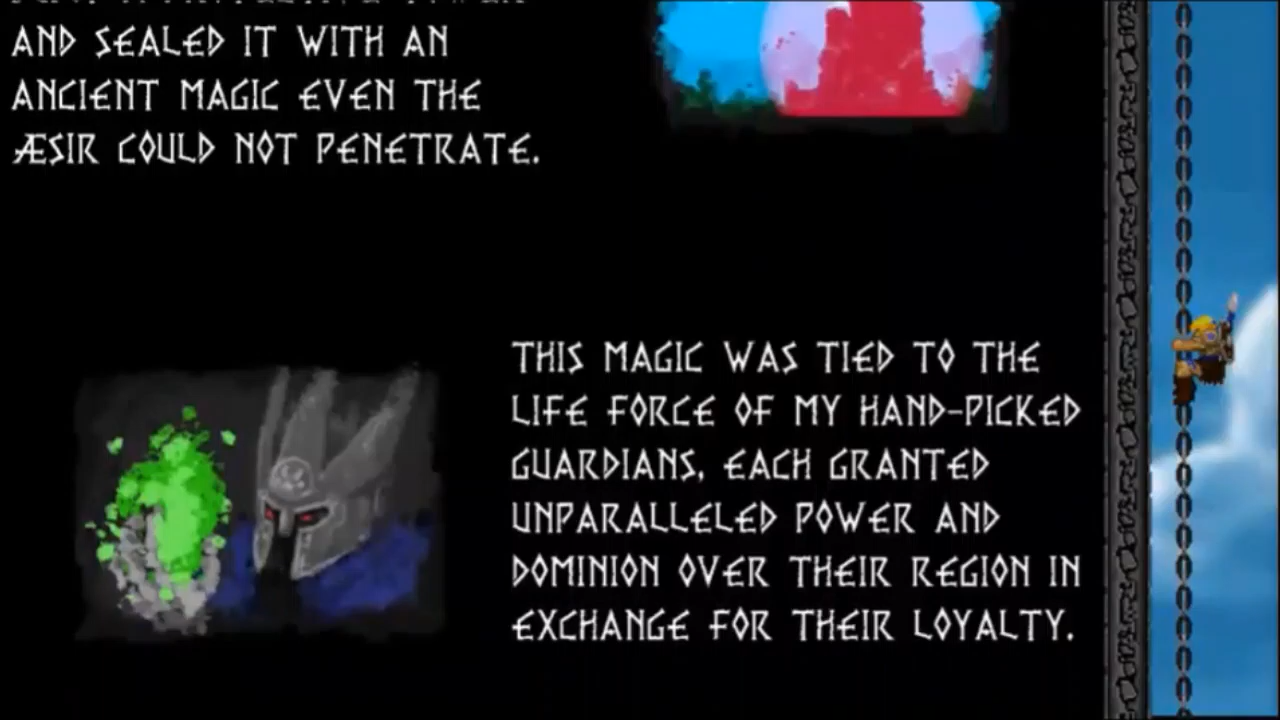 AND SEALED IT WITH AN
ANCIENT MAGIC EVEN THE
ÆSIR COULD NOT PENETRATE.
THIS MAGIC WAS TIED TO THE
LIFE FORCE OF MY HAND-PICKED
GUARDIANS, EACH GRANTED
UNPARALLELED POWER AND
DOMINION OVER THEIR REGION IN
EXCHANGE FOR THEIR LOYALTY.